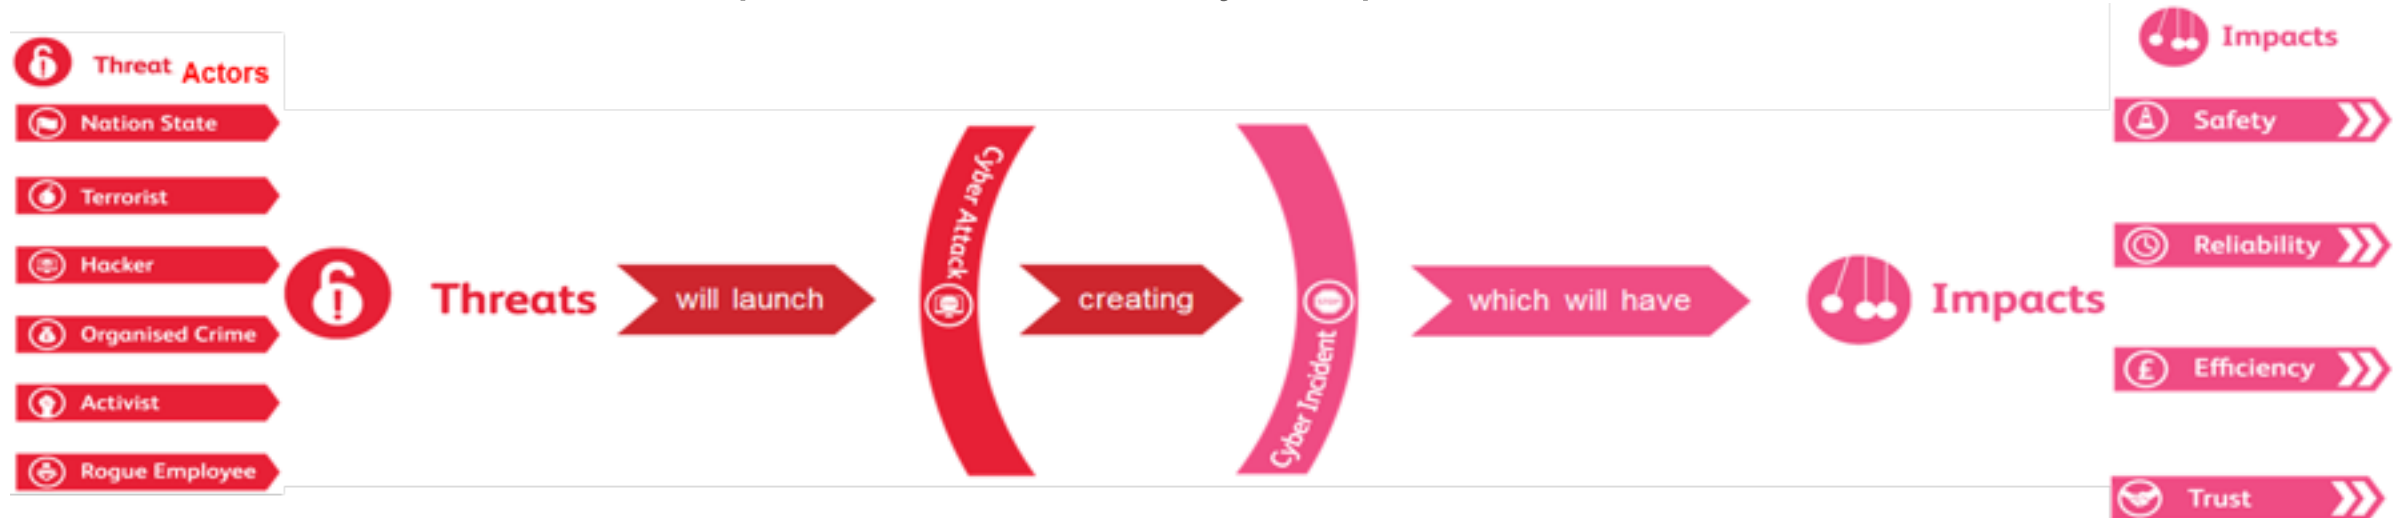 Threat Actors
Nation State
Terrorist
Hacker
Organised Crime
Activist
Rogue Employee
Threats
will launch
Cyber Attack
creating
Cyber Incident
which will have
Impacts
Impacts
Safety
Reliability
£
Efficiency
Trust